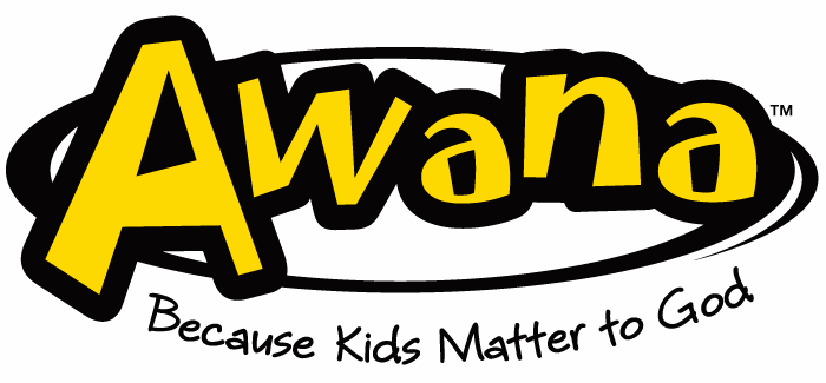 Awana™
Because Kids Matter to God